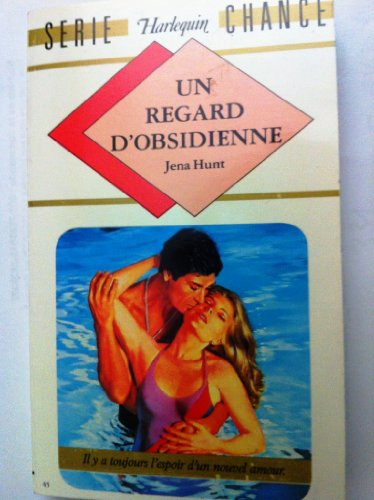 SERIE Harlequin CHANCE
UN
REGARD
D'OBSIDIENNE
Jena Hunt
Il y a toujours l'espoir d'un nouvel amour.
45